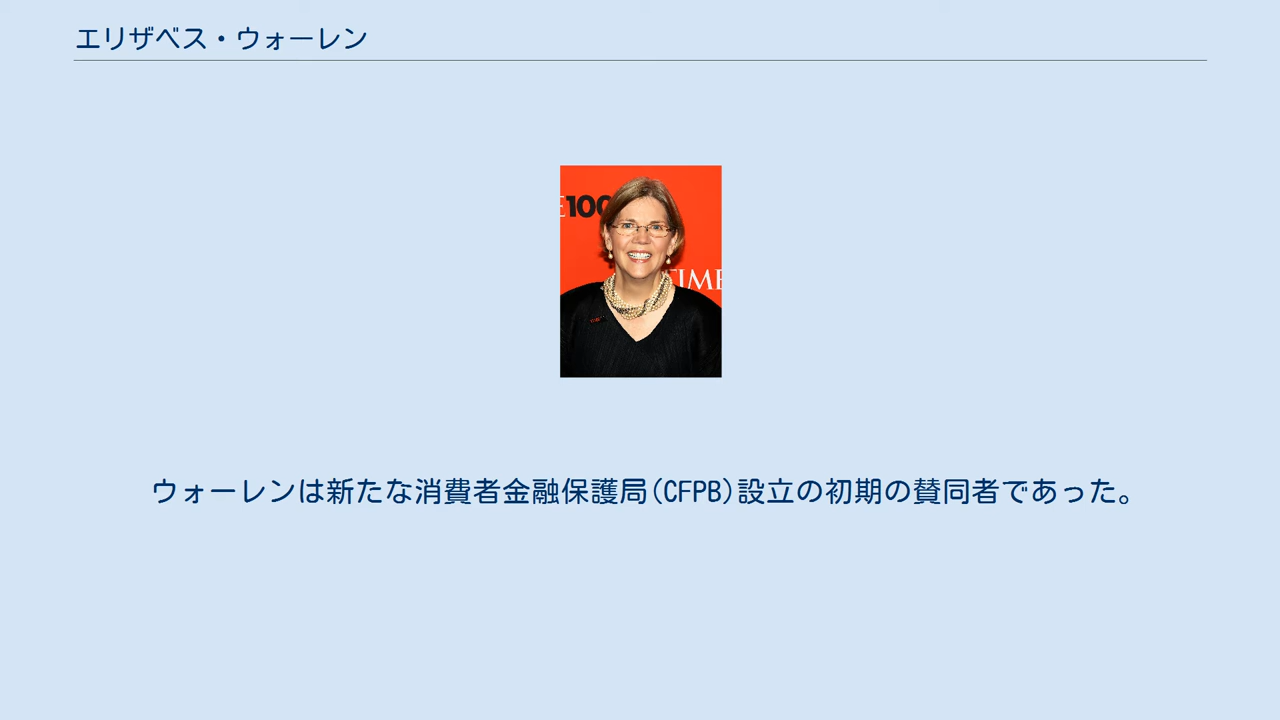 エリザベス・ウォーレン
E100
TIME
ウォーレンは新たな消費者金融保護局(CFPB)設立の初期の賛同者であった。